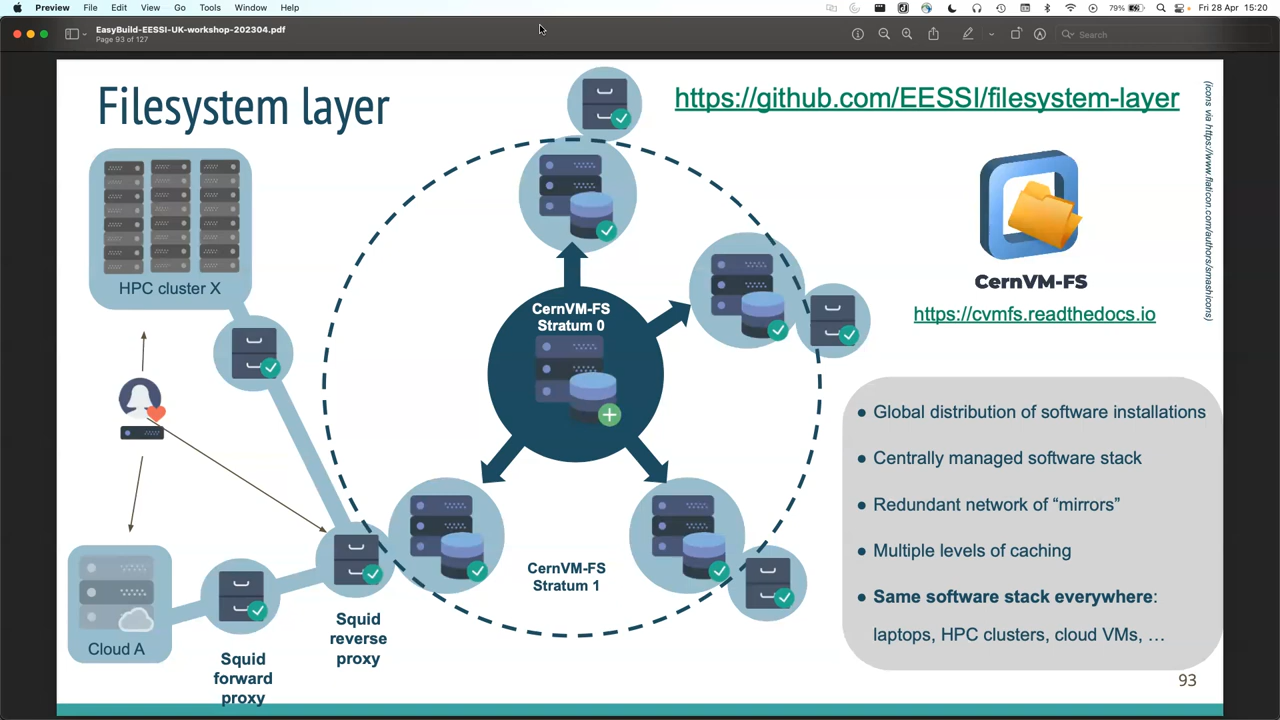 Preview File Edit View Go Tools Window Help
79%
Fri 28 Apr 15:20
EasyBuild-EESSI-UK-workshop-202304.pdf
Page 93 of 127
Search
Filesystem layer
https://github.com/EESSI/filesystem-layer
(icons via https://www.flaticon.com/authors/smashicons)
HPC cluster X
CernVM-FS
Stratum 0
CernVM-FS
https://cvmfs.readthedocs.io
● Global distribution of software installations
● Centrally managed software stack
● Redundant network of “mirrors”
● Multiple levels of caching
● Same software stack everywhere:
laptops, HPC clusters, cloud VMs, …
CernVM-FS
Stratum 1
Cloud A
Squid
forward
proxy
Squid
reverse
proxy
93